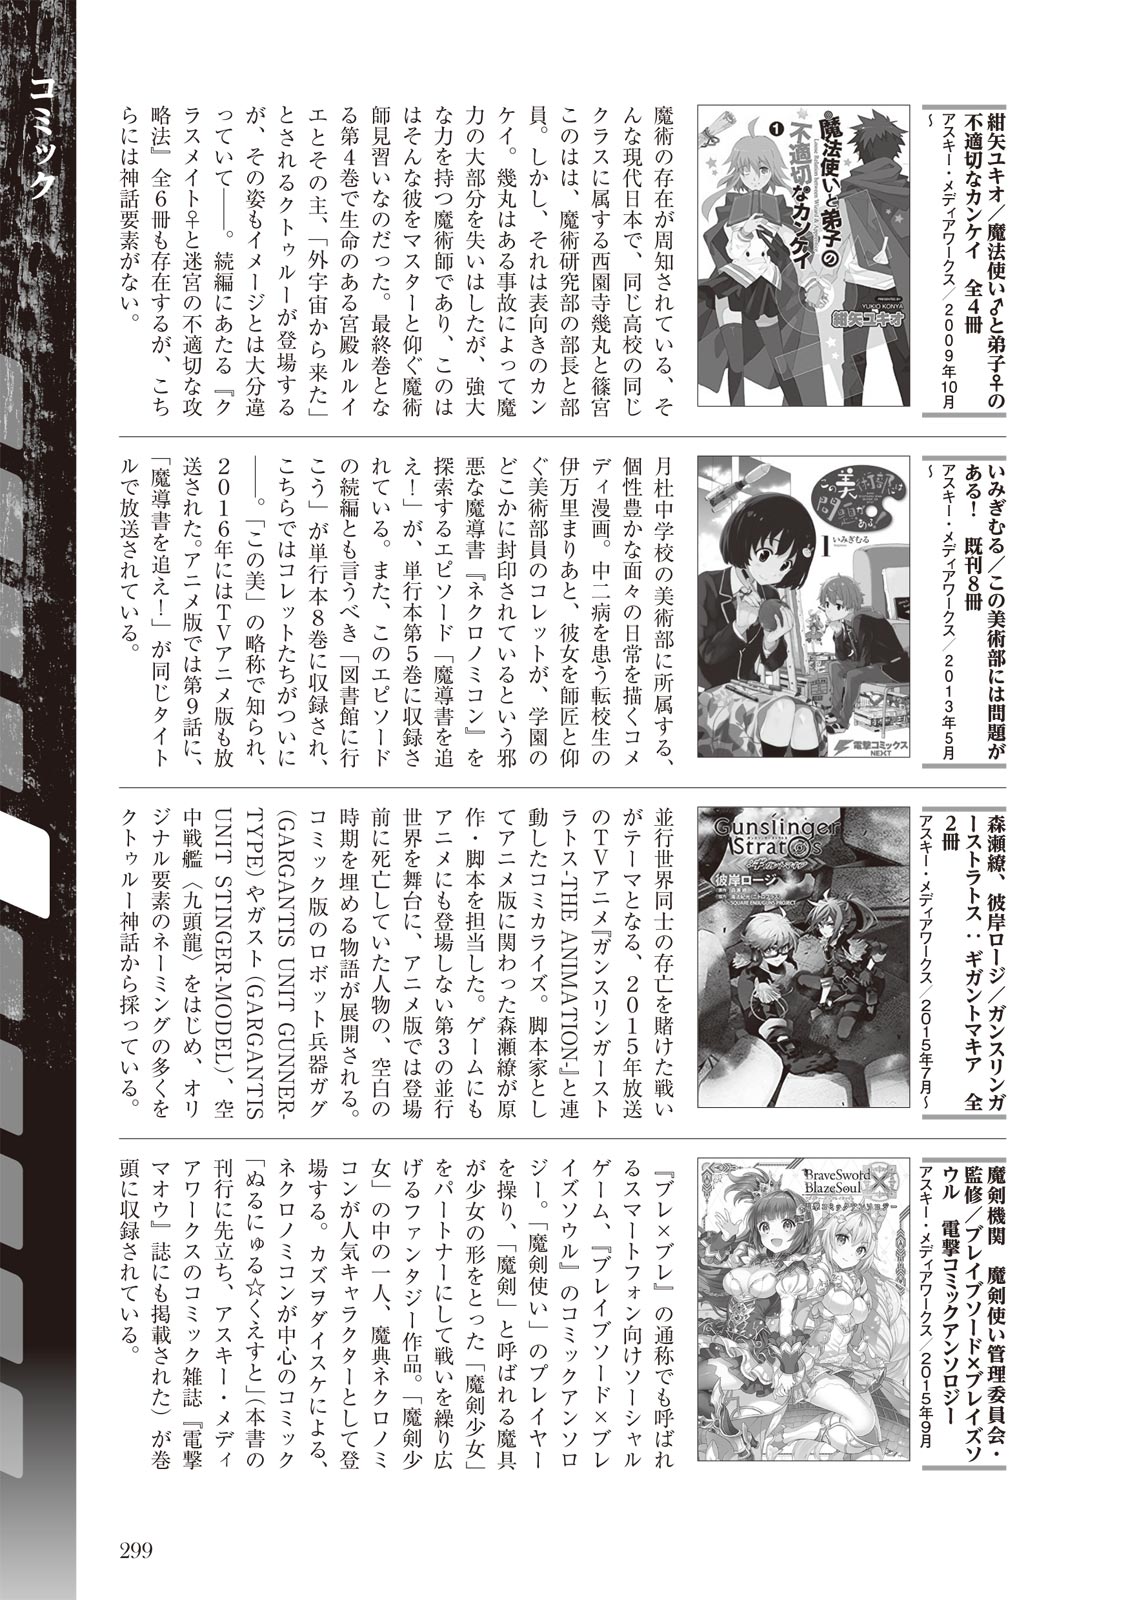 コミック
紺矢ユキオ／魔法使い♂と弟子♀の
不適切なカンケイ　全4冊
アスキー・メディアワークス／2009年10月
～
魔法使いと弟子の
不適切なカンケイ
1
PRESENTED BY
YUKIO KONYA
紺矢ユキオ
魔術の存在が周知されている、そ
んな現代日本で、同じ高校の同じ
クラスに属する西園寺幾丸と篠宮
このはは、魔術研究部の部長と部
員。しかし、それは表向きのカン
ケイ。幾丸はある事故によって魔
力の大部分を失いはしたが、強大
な力を持つ魔術師であり、このは
はそんな彼をマスターと仰ぐ魔術
師見習いなのだった。最終巻とな
る第4巻で生命のある宮殿ルルイ
エとその主、「外宇宙から来た」
とされるクトゥルーが登場する
が、その姿もイメージとは大分違
っていて――。続編にあたる『ク
ラスメイト♀と迷宮の不適切な攻
略法』全6冊も存在するが、こち
らには神話要素がない。
いみぎむる／この美術部には問題が
ある！　既刊8冊
アスキー・メディアワークス／2013年5月
～
この美術部には
問題がある!
1
いみぎむる
電撃コミックス
NEXT
月杜中学校の美術部に所属する、
個性豊かな面々の日常を描くコメ
ディ漫画。中二病を患う転校生の
伊万里まりあと、彼女を師匠と仰
ぐ美術部員のコレットが、学園の
どこかに封印されているという邪
悪な魔導書『ネクロノミコン』を
探索するエピソード「魔導書を追
え！」が、単行本第5巻に収録さ
れている。また、このエピソード
の続編とも言うべき「図書館に行
こう」が単行本8巻に収録され、
こちらではコレットたちがついに
――。「この美」の略称で知られ、
2016年にはTVアニメ版も放
送された。アニメ版では第9話に、
「魔導書を追え！」が同じタイト
ルで放送されている。
森瀬繚、彼岸ロージ／ガンスリンガ
ーストラトス：ギガントマキア　全
2冊
アスキー・メディアワークス／2015年7月～
Gunslinger
Stratos
彼岸ロージ
SQUARE ENIX/GUNS PROJECT
並行世界同士の存亡を賭けた戦い
がテーマとなる、2015年放送
のTVアニメ『ガンスリンガースト
ラトス-THE ANIMATION-』と連
動したコミカライズ。脚本家とし
てアニメ版に関わった森瀬繚が原
作・脚本を担当した。ゲームにも
アニメにも登場しない第3の並行
世界を舞台に、アニメ版では登場
前に死亡していた人物の、空白の
時期を埋める物語が展開される。
コミック版のロボット兵器ガグ
(GARGANTIS UNIT GUNNER-
TYPE)やガスト(GARGANTIS
UNIT STINGER-MODEL)、空
中戦艦〈九頭龍〉をはじめ、オリ
ジナル要素のネーミングの多くを
クトゥルー神話から採っている。
魔剣機関　魔剣使い管理委員会・
監修／ブレイブソード×ブレイズソ
ウル　電撃コミックアンソロジー
アスキー・メディアワークス／2015年9月
BraveSword
BlazeSoul
電撃コミックアンソロジー
『ブレ×ブレ』の通称でも呼ばれ
るスマートフォン向けソーシャル
ゲーム、『ブレイブソード×ブレ
イズソウル』のコミックアンソロ
ジー。「魔剣使い」のプレイヤー
を操り、「魔剣」と呼ばれる魔具
が少女の形をとった「魔剣少女」
をパートナーにして戦いを繰り広
げるファンタジー作品。「魔剣少
女」の中の一人、魔典ネクロノミ
コンが人気キャラクターとして登
場する。カズヲダイスケによる、
ネクロノミコンが中心のコミック
「ぬるにゅる☆くえすと」(本書の
刊行に先立ち、アスキー・メディ
アワークスのコミック雑誌『電撃
マオウ』誌にも掲載された)が巻
頭に収録されている。
299